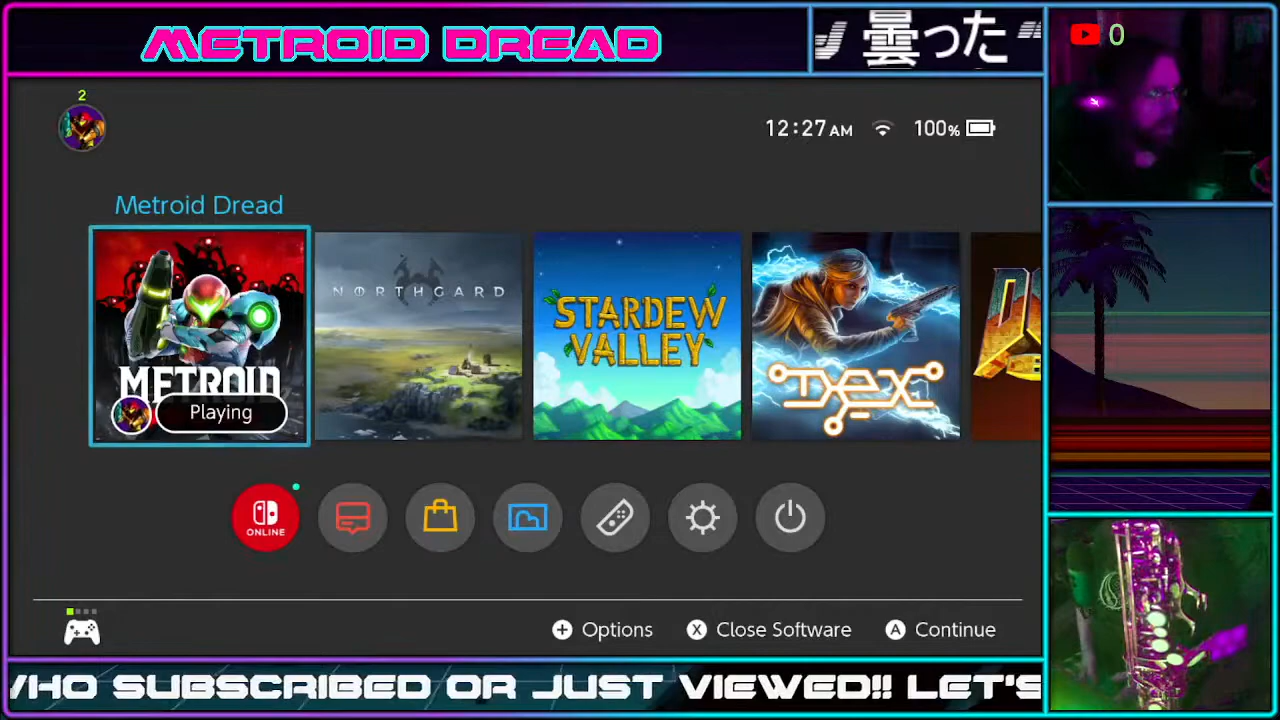 METROID DREAD
曇った
0
2
12:27 AM
100%
Metroid Dread
METROID
Playing
NORTHGARD
STARDEW
VALLEY
ONLINE
Options
Close Software
Continue
WHO SUBSCRIBED OR JUST VIEWED!! LET'S